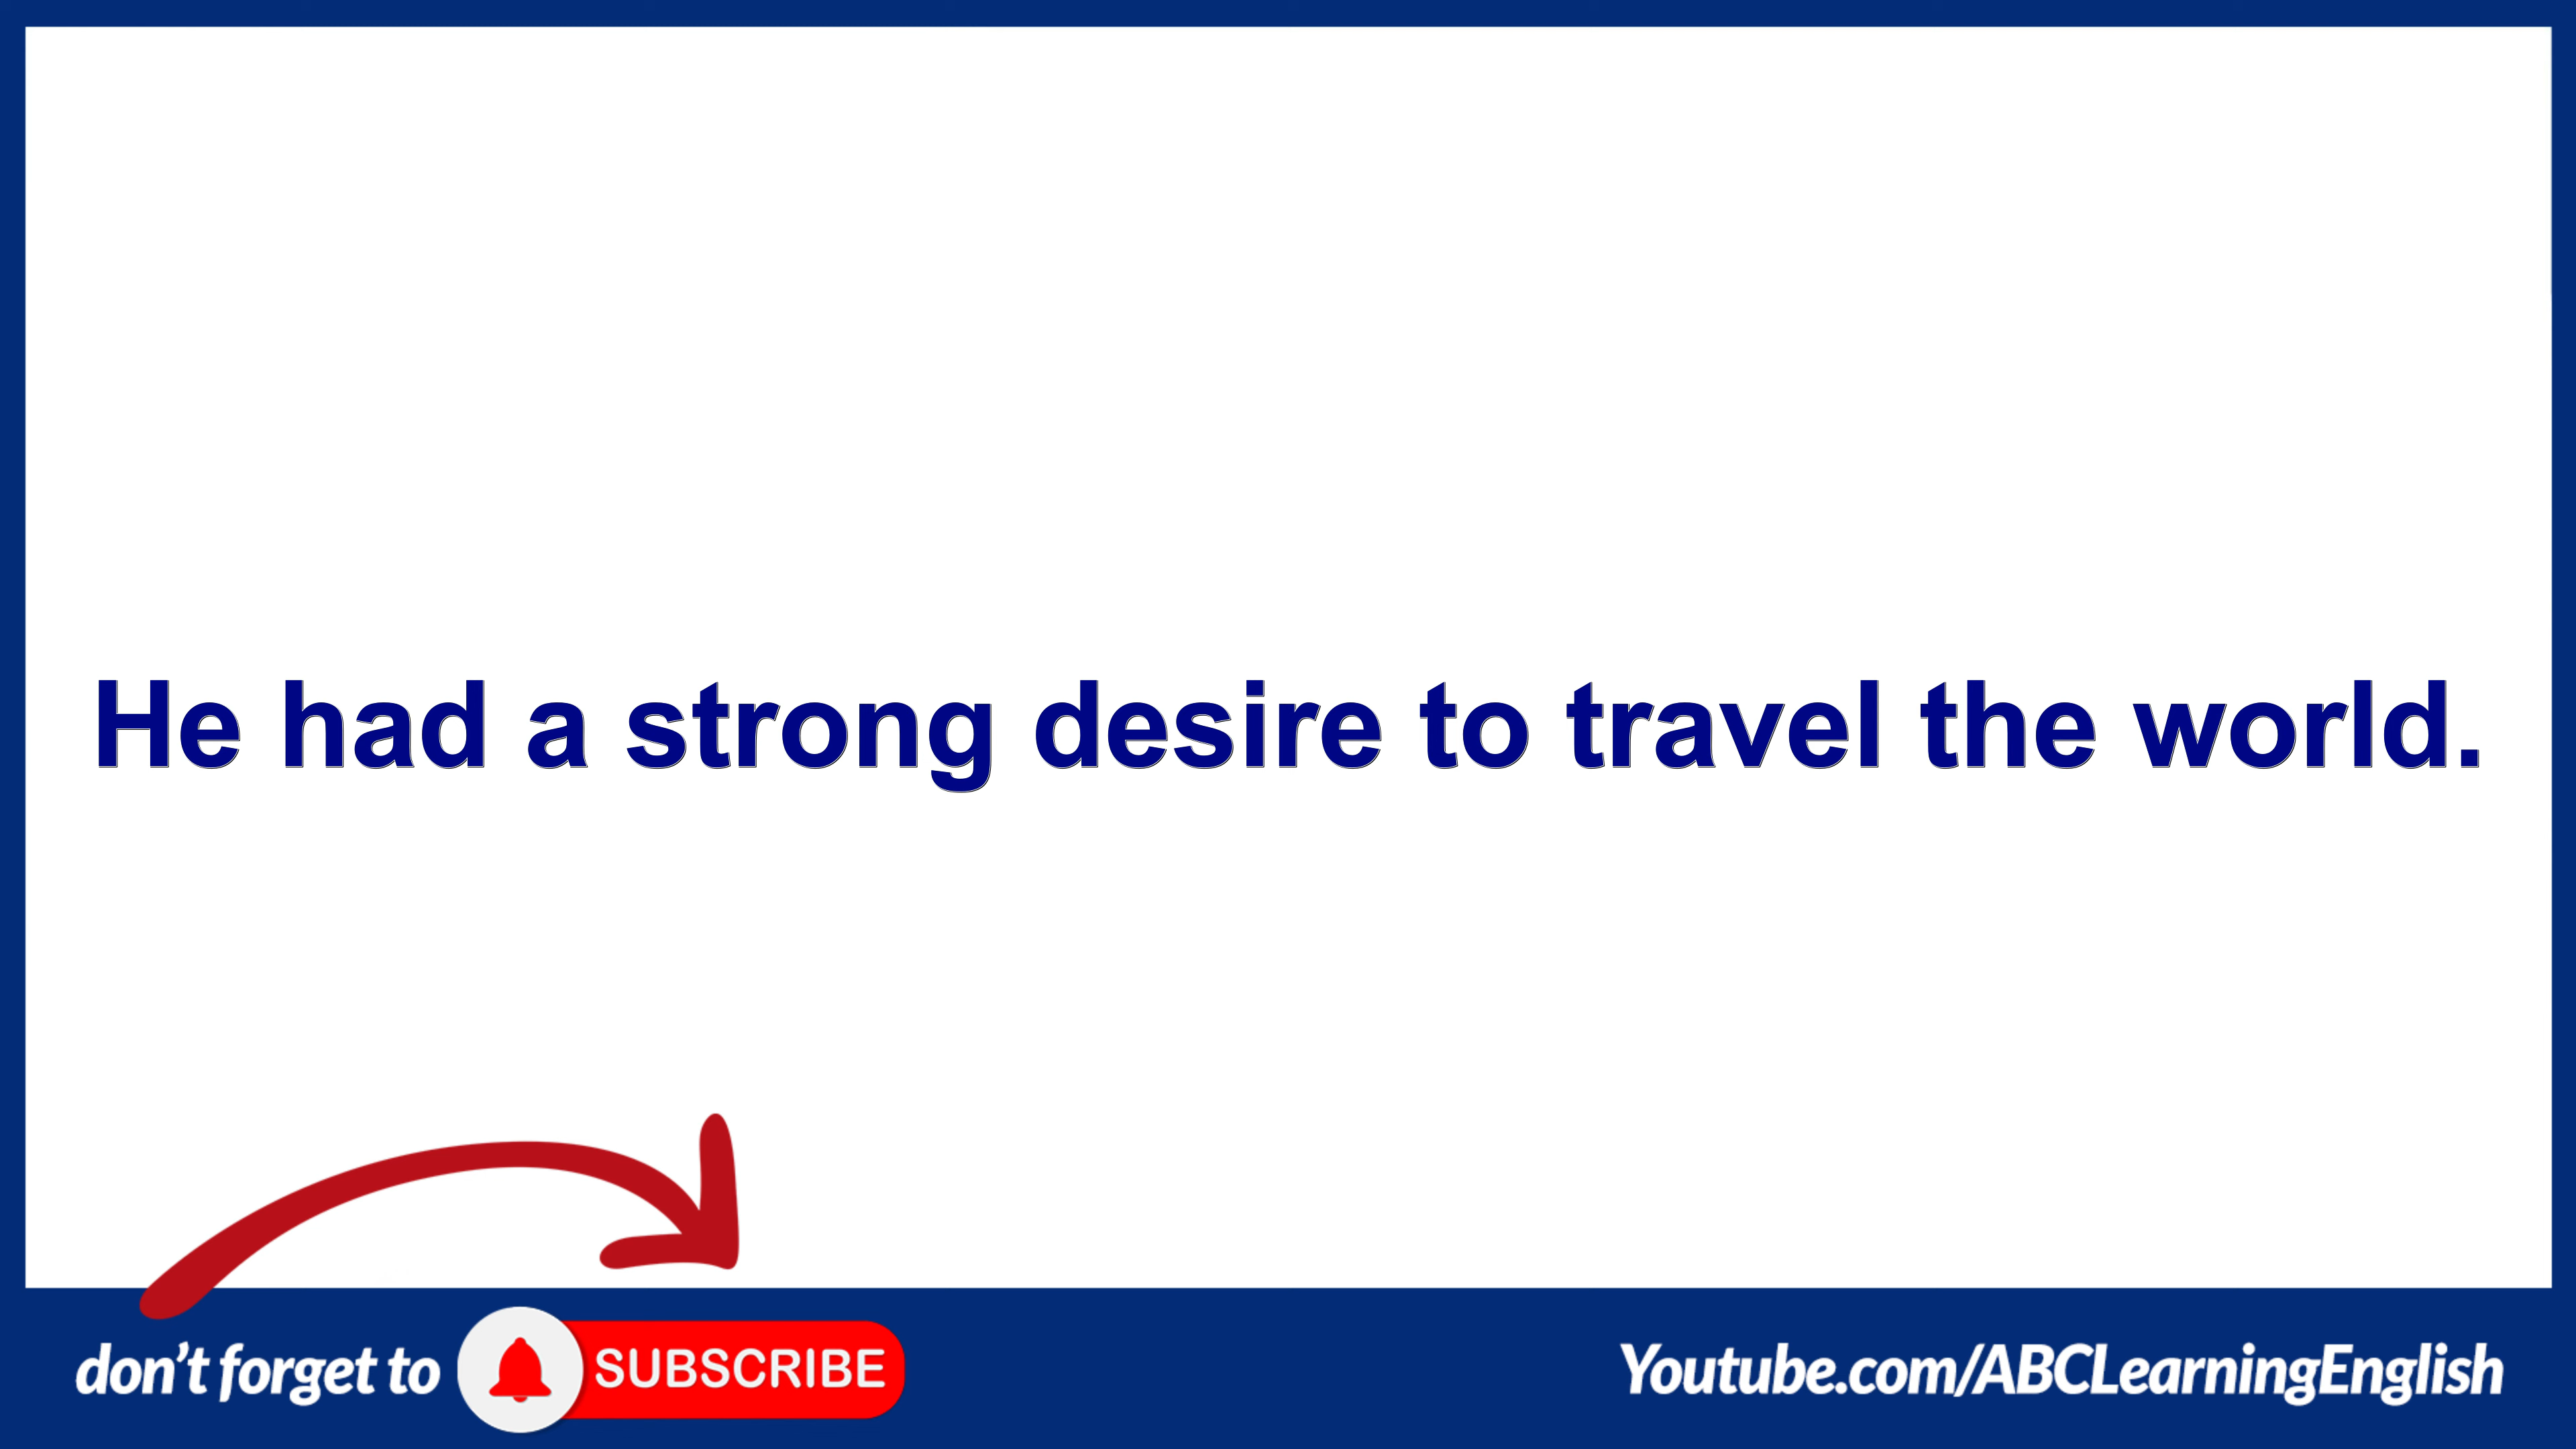 He had a strong desire to travel the world.
don't forget to SUBSCRIBE
Youtube.com/ABCLearningEnglish